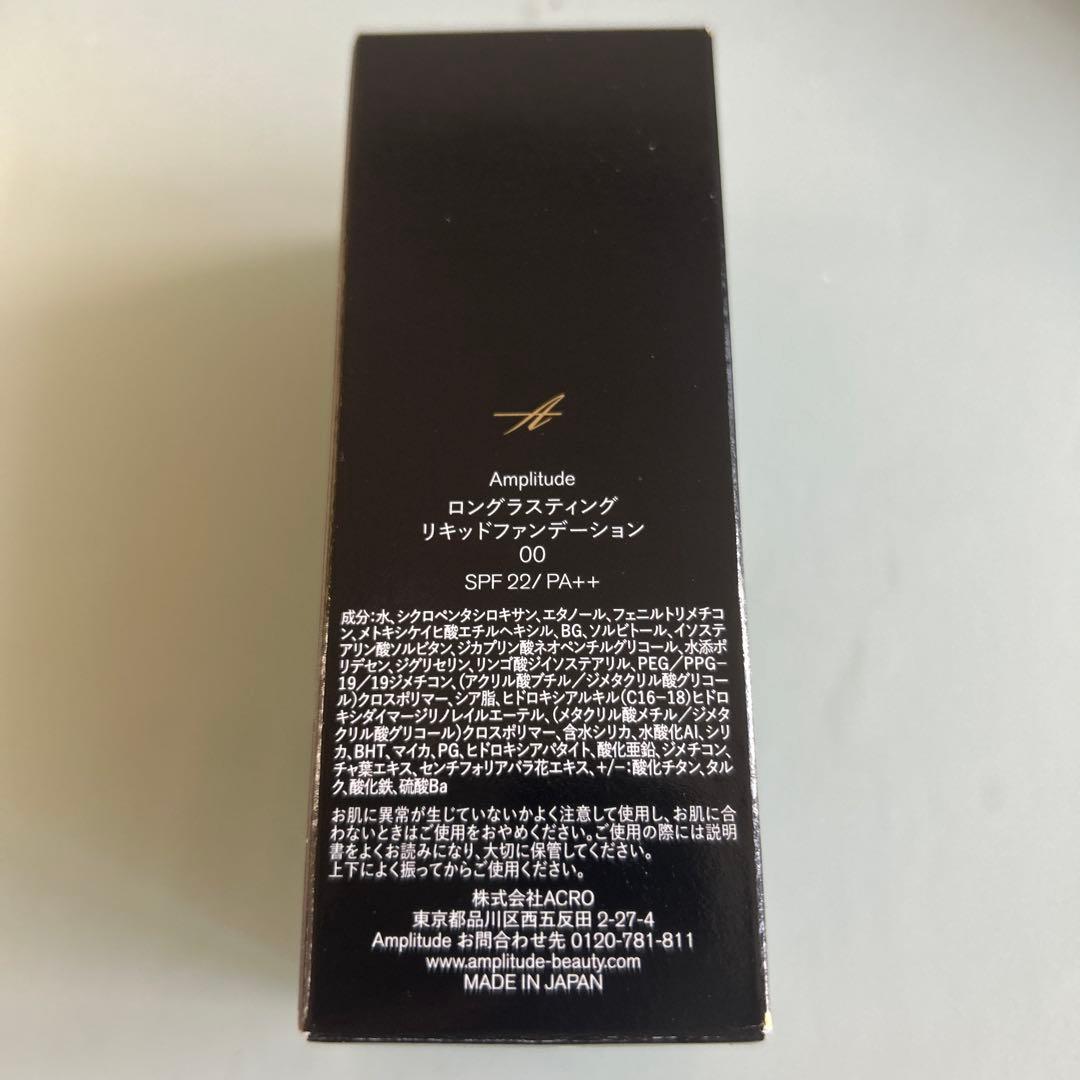 A
Amplitude
ロングラスティング
リキッドファンデーション
00
SPF 22/ PA++
成分:水、シクロペンタシロキサン、エタノール、フェニルトリメチコ
ン、メトキシケイヒ酸エチルヘキシル、BG、ソルビトール、イソステ
アリン酸ソルビタン、ジカプリン酸ネオペンチルグリコール、水添ポ
リデセン、ジグリセリン、リンゴ酸ジイソステアリル、PEG/PPG-
19/19ジメチコン、(アクリル酸ブチル/ジメタクリル酸グリコー
ル)クロスポリマー、シア脂、ヒドロキシアルキル(C16-18)ヒドロ
キシダイマージリノレイルエーテル、(メタクリル酸メチル/ジメタ
クリル酸グリコール)クロスポリマー、含水シリカ、水酸化Al、シリ
カ、BHT、マイカ、PG、ヒドロキシアパタイト、酸化亜鉛、ジメチコン、
チャ葉エキス、センチフォリアバラ花エキス、+/-:酸化チタン、タル
ク、酸化鉄、硫酸Ba
お肌に異常が生じていないかよく注意して使用し、お肌に合
わないときはご使用をおやめください。ご使用の際には説明
書をよくお読みになり、大切に保管してください。
上下によく振ってからご使用ください。
株式会社ACRO
東京都品川区西五反田 2-27-4
Amplitude お問合わせ先 0120-781-811
www.amplitude-beauty.com
MADE IN JAPAN